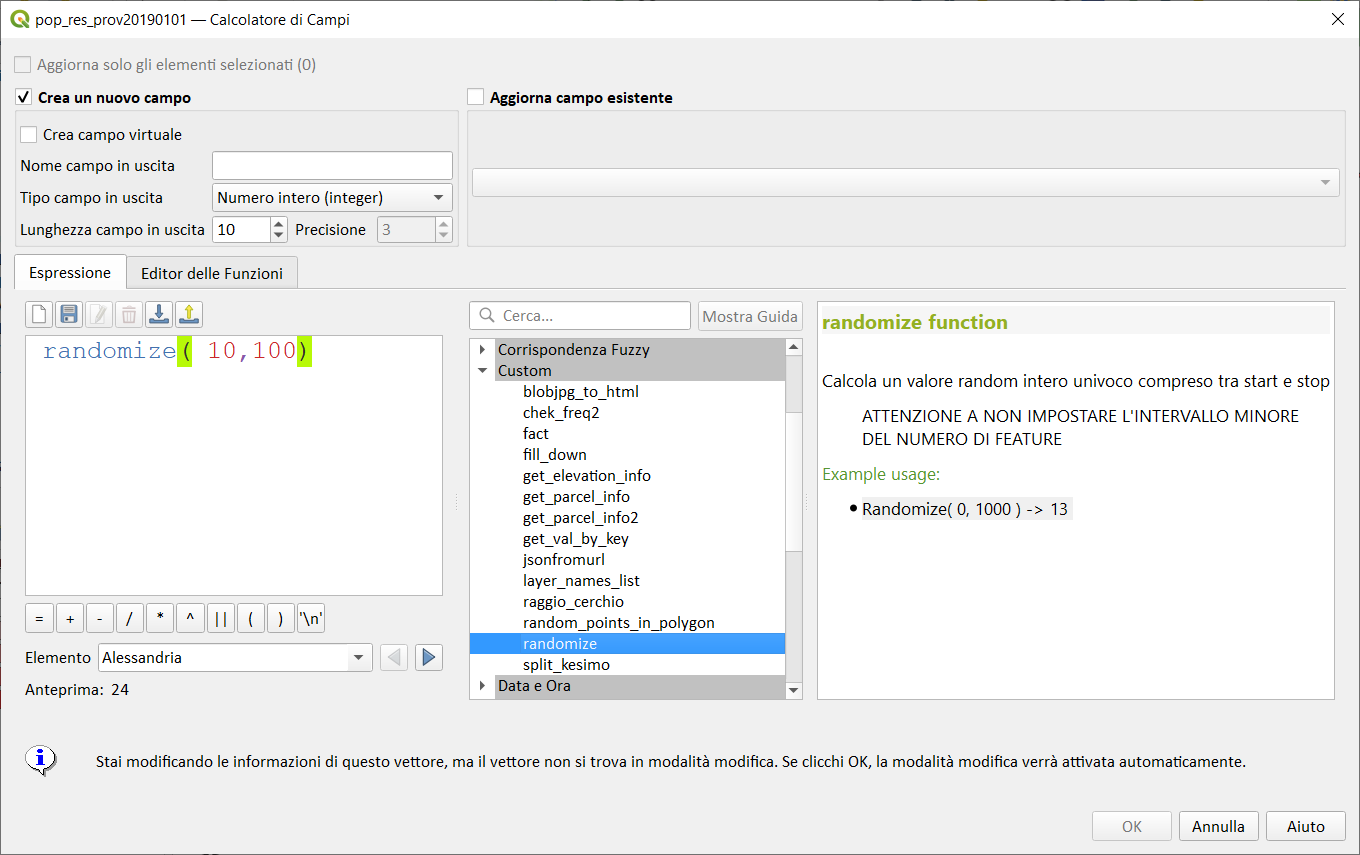 pop_res_prov20190101 — Calcolatore di Campi
Aggiorna solo gli elementi selezionati (0)
Crea un nuovo campo
Aggiorna campo esistente
Crea campo virtuale
Nome campo in uscita
Tipo campo in uscita Numero intero (integer)
Lunghezza campo in uscita 10 Precisione 3
Espressione Editor delle Funzioni
randomize( 10,100)
= + - / * ^ || ( ) '\n'
Elemento Alessandria
Anteprima: 24
Cerca... Mostra Guida
Corrispondenza Fuzzy
Custom
blobjpg_to_html
chek_freq2
fact
fill_down
get_elevation_info
get_parcel_info
get_parcel_info2
get_val_by_key
jsonfromurl
layer_names_list
raggio_cerchio
random_points_in_polygon
randomize
split_kesimo
Data e Ora
randomize function
Calcola un valore random intero univoco compreso tra start e stop
ATTENZIONE A NON IMPOSTARE L'INTERVALLO MINORE
DEL NUMERO DI FEATURE
Example usage:
• Randomize( 0, 1000 ) -> 13
Stai modificando le informazioni di questo vettore, ma il vettore non si trova in modalità modifica. Se clicchi OK, la modalità modifica verrà attivata automaticamente.
OK Annulla Aiuto